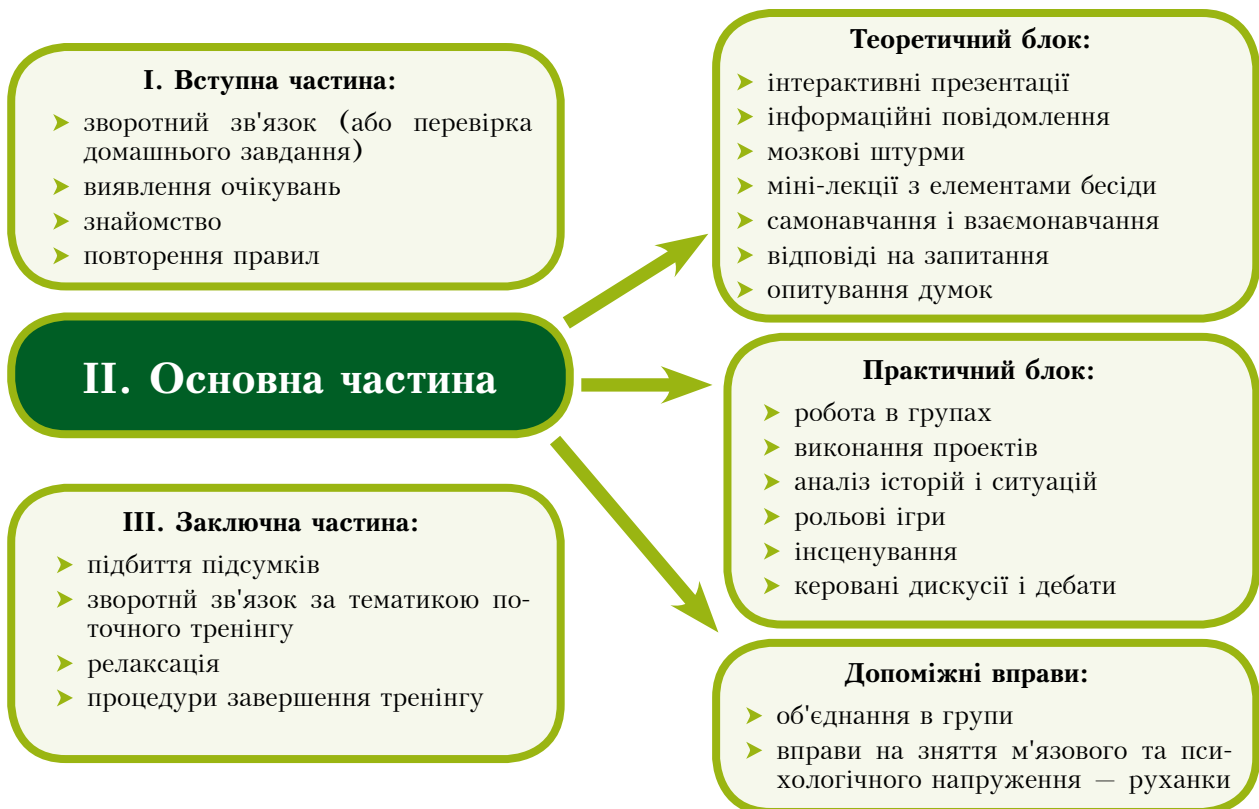 І. Вступна частина:
➤ зворотний зв'язок (або перевірка
домашнього завдання)
➤ виявлення очікувань
➤ знайомство
➤ повторення правил
ІІ. Основна частина
ІІІ. Заключна частина:
➤ підбиття підсумків
➤ зворотнй зв'язок за тематикою по-
точного тренінгу
➤ релаксація
➤ процедури завершення тренінгу
Теоретичний блок:
➤ інтерактивні презентації
➤ інформаційні повідомлення
➤ мозкові штурми
➤ міні-лекції з елементами бесіди
➤ самонавчання і взаємонавчання
➤ відповіді на запитання
➤ опитування думок
Практичний блок:
➤ робота в групах
➤ виконання проектів
➤ аналіз історій і ситуацій
➤ рольові ігри
➤ інсценування
➤ керовані дискусії і дебати
Допоміжні вправи:
➤ об'єднання в групи
➤ вправи на зняття м'язового та пси-
хологічного напруження — руханки